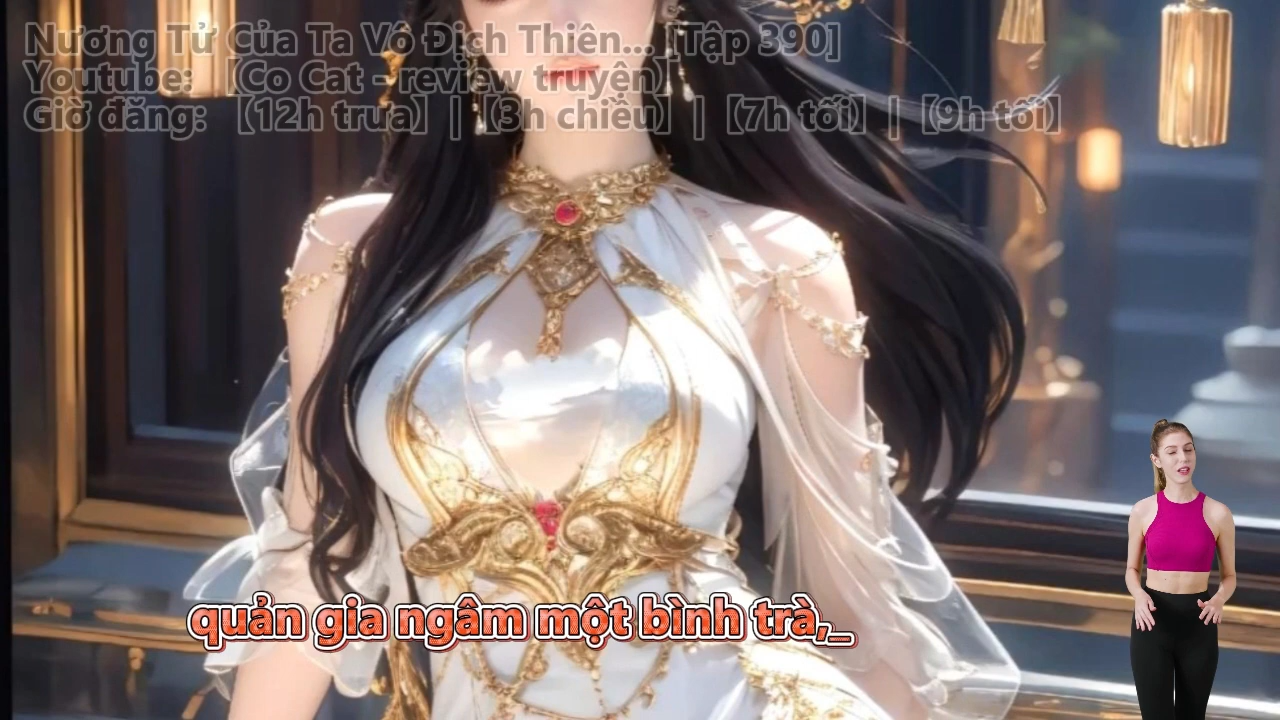 Nương Tử Của Ta Vô Địch Thiên... [Tập 390]
Youtube: [Co Cat - review truyện]
Giờ đăng: [12h trưa] | [3h chiều] | [7h tối] | [9h tối]
quản gia ngâm một bình trà,_